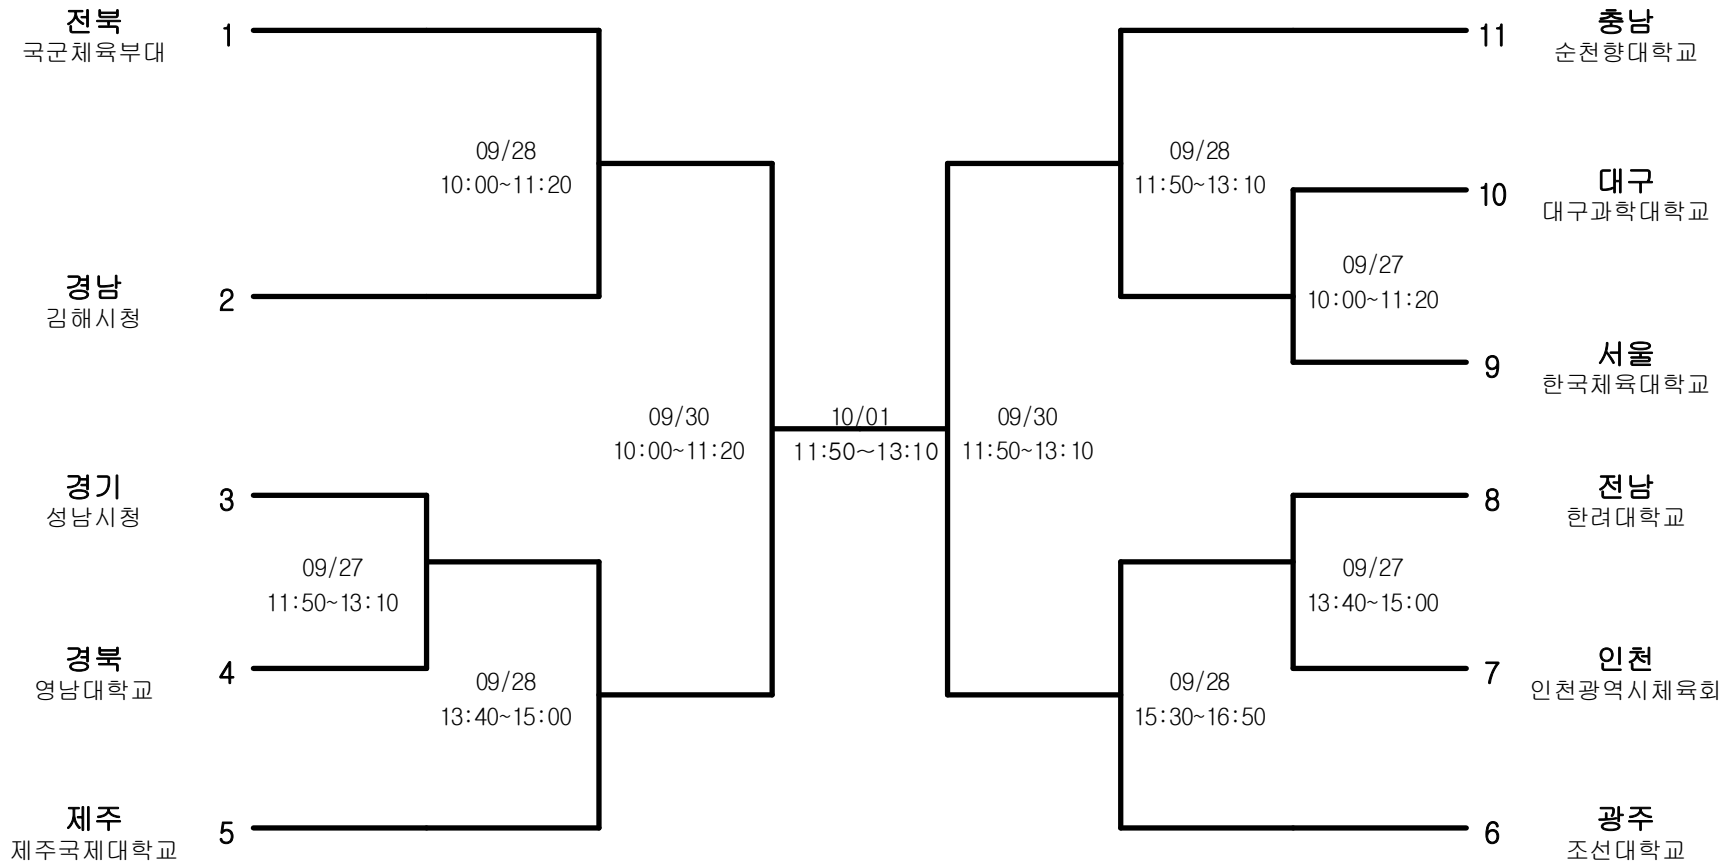 전북
국군체육부대
1
09/28
10:00~11:20
경남
김해시청
2
경기
성남시청
3
09/27
11:50~13:10
경북
영남대학교
4
09/28
13:40~15:00
제주
제주국제대학교
5
09/30
10:00~11:20
10/01
11:50~13:10
09/30
11:50~13:10
11
충남
순천향대학교
09/28
11:50~13:10
10
대구
대구과학대학교
09/27
10:00~11:20
9
서울
한국체육대학교
8
전남
한려대학교
09/27
13:40~15:00
7
인천
인천광역시체육회
09/28
15:30~16:50
6
광주
조선대학교